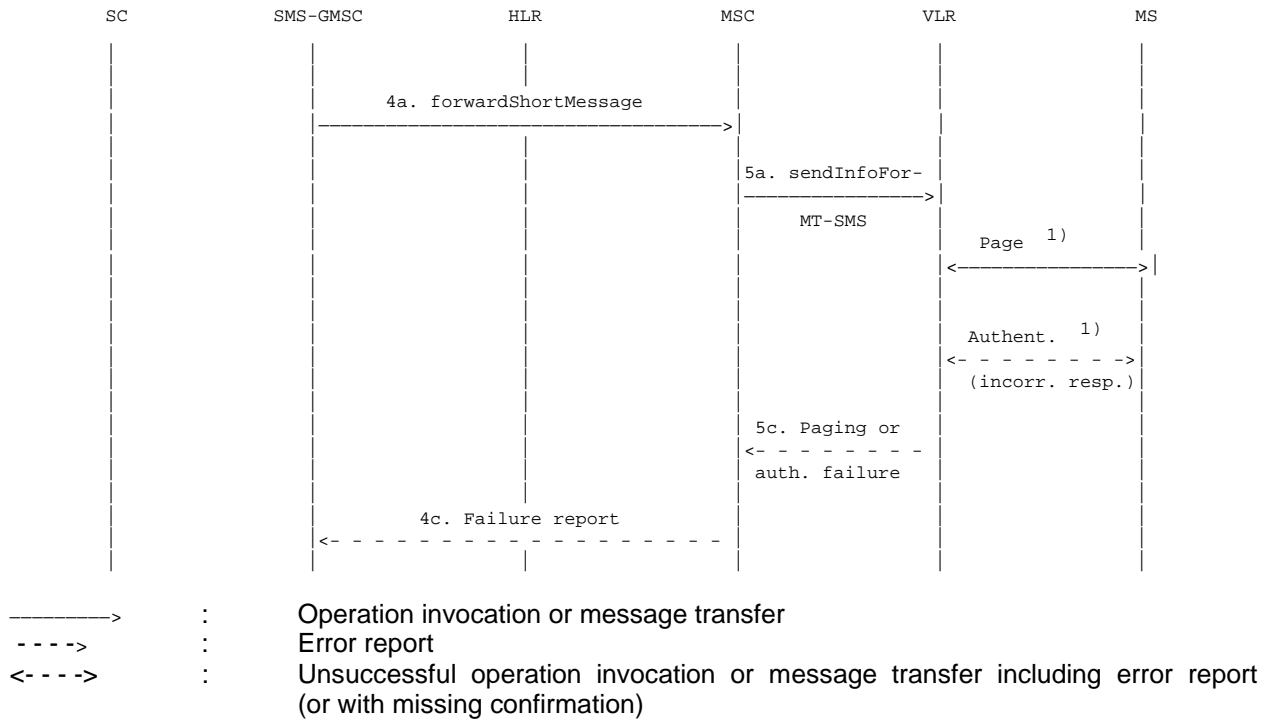 SC SMS-GMSC HLR MSC VLR MS
4a. forwardShortMessage
5a. sendInfoFor-
MT-SMS
Page 1)
Authent. 1)
(incorr. resp.)
5c. Paging or
auth. failure
4c. Failure report
: Operation invocation or message transfer
: Error report
: Unsuccessful operation invocation or message transfer including error report
(or with missing confirmation)